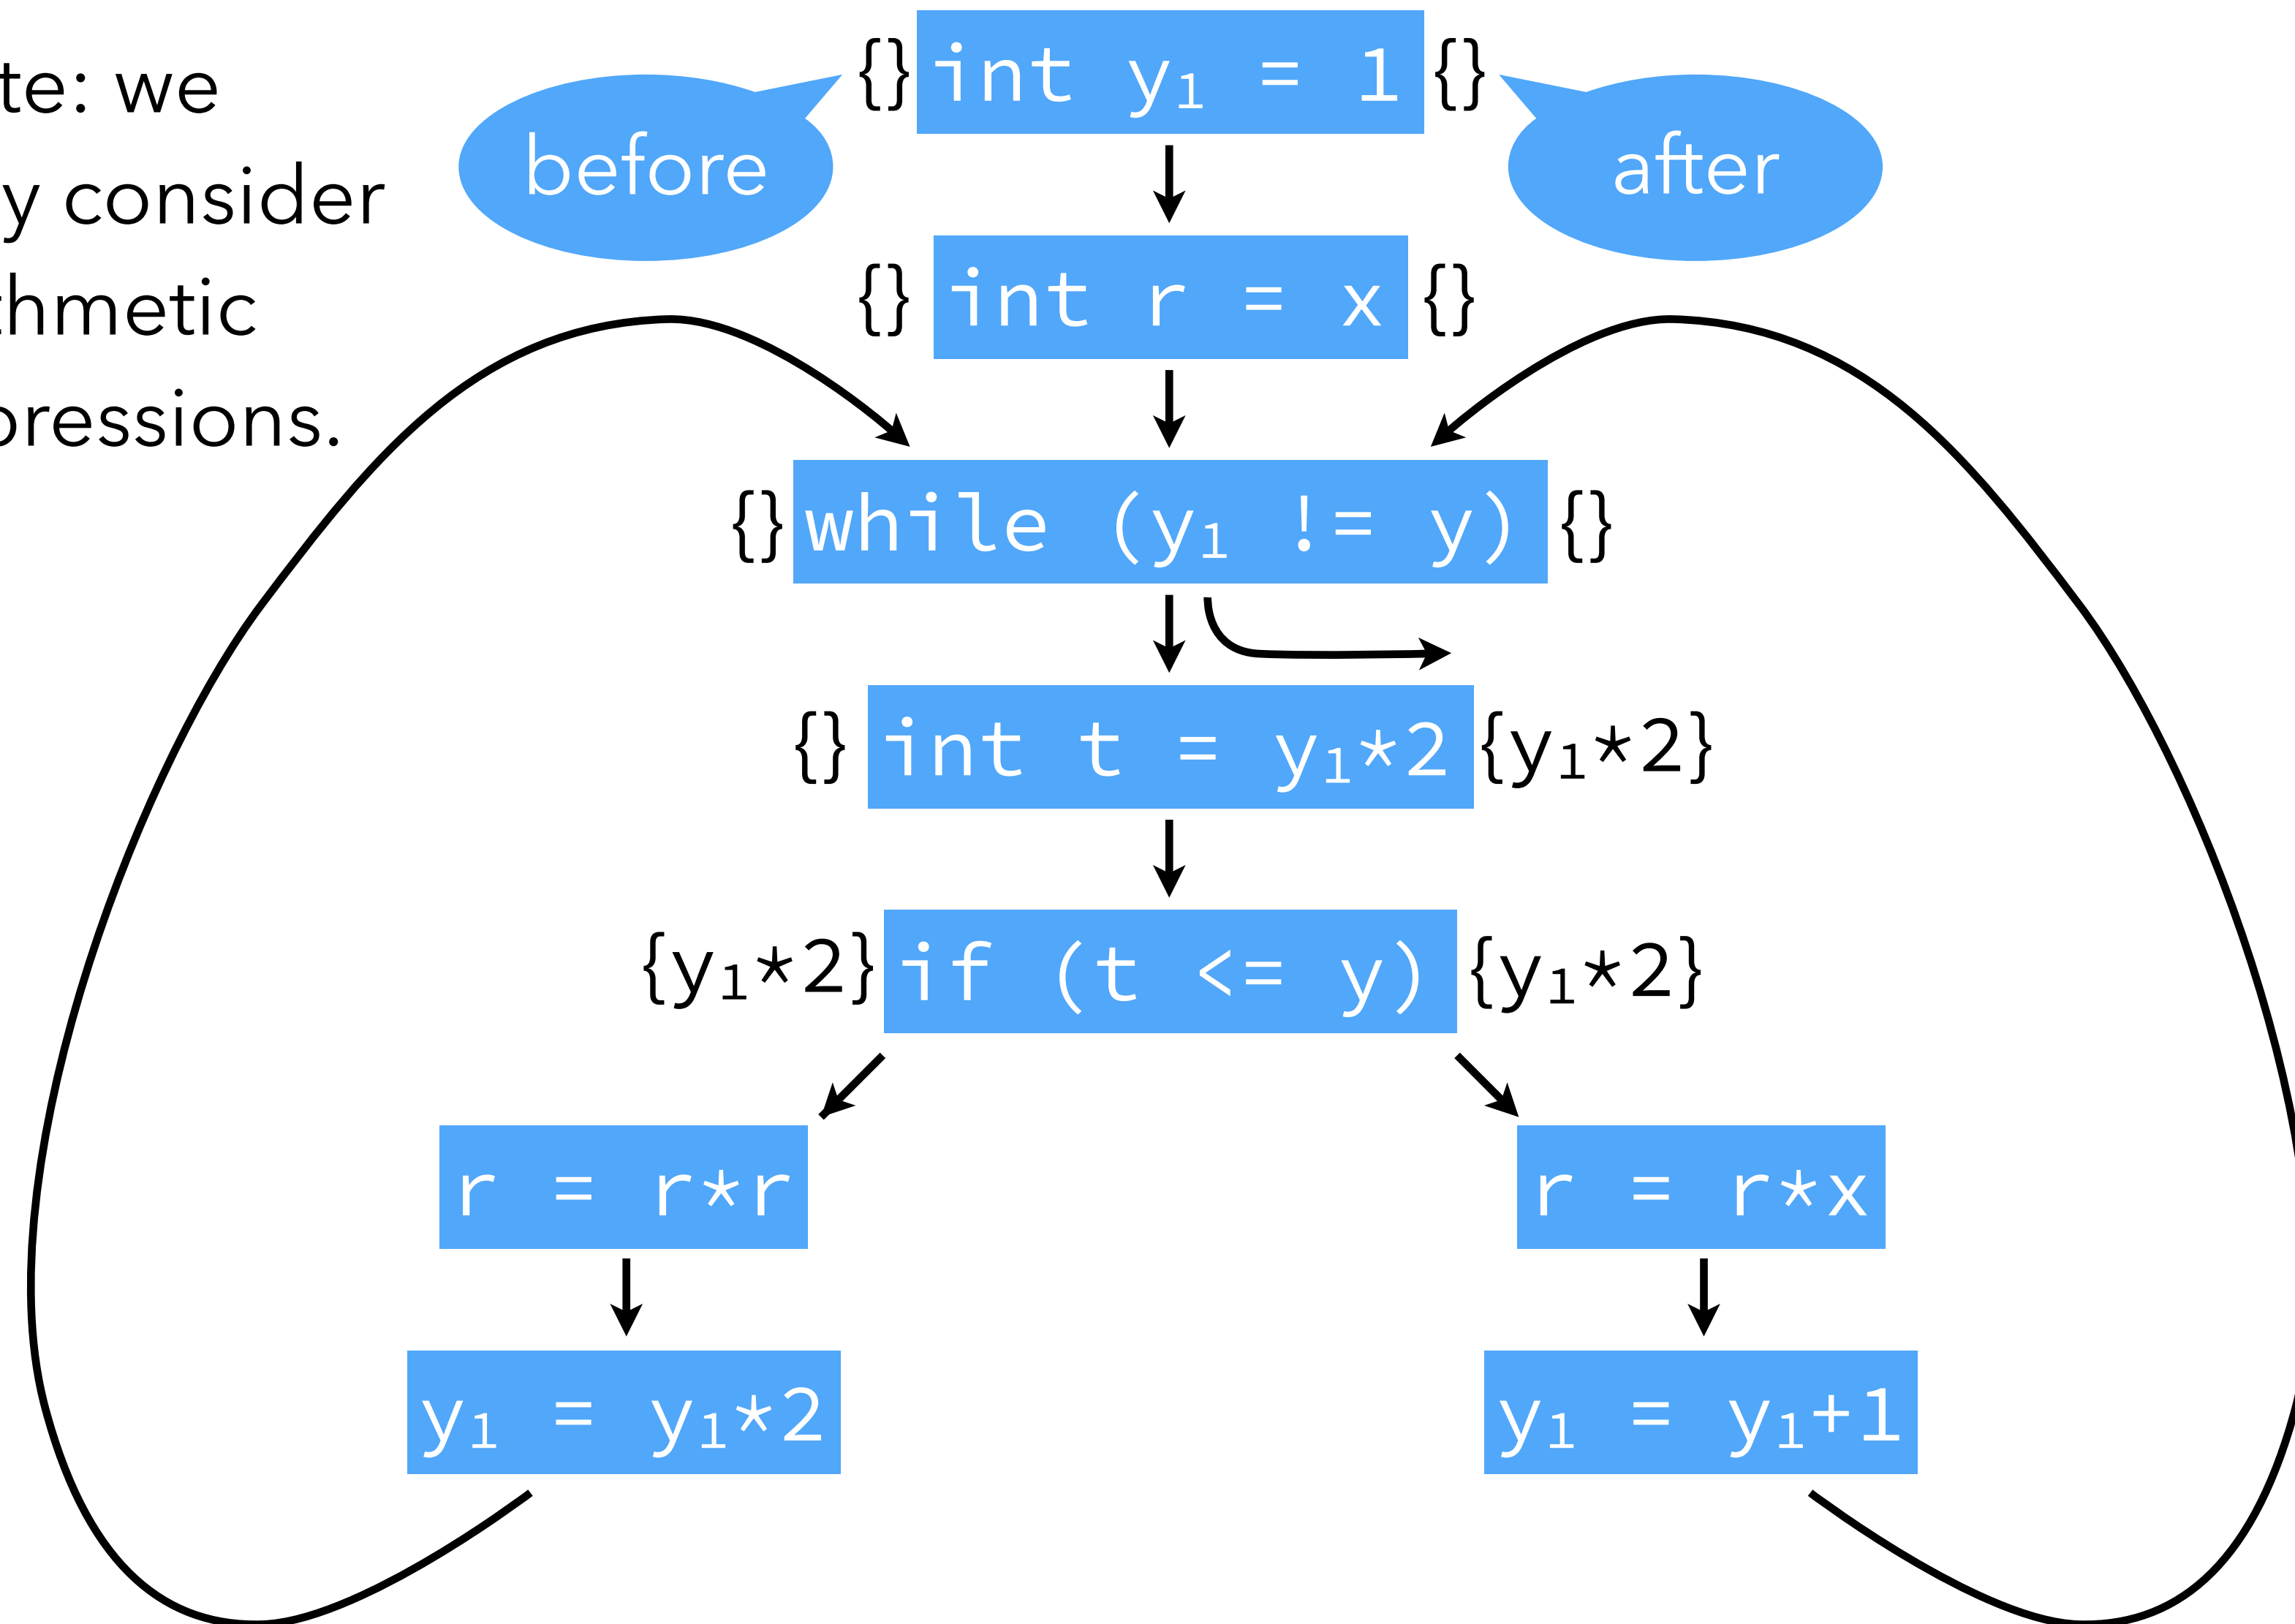 te: we
y consider
hmetic
ressions.
before
after
{} int y₁ = 1 {}
{} int r = x {}
{} while (y₁ != y) {}
{} int t = y₁*2 {y₁*2}
{y₁*2} if (t <= y) {y₁*2}
r = r*r
r = r*x
y₁ = y₁*2
y₁ = y₁+1